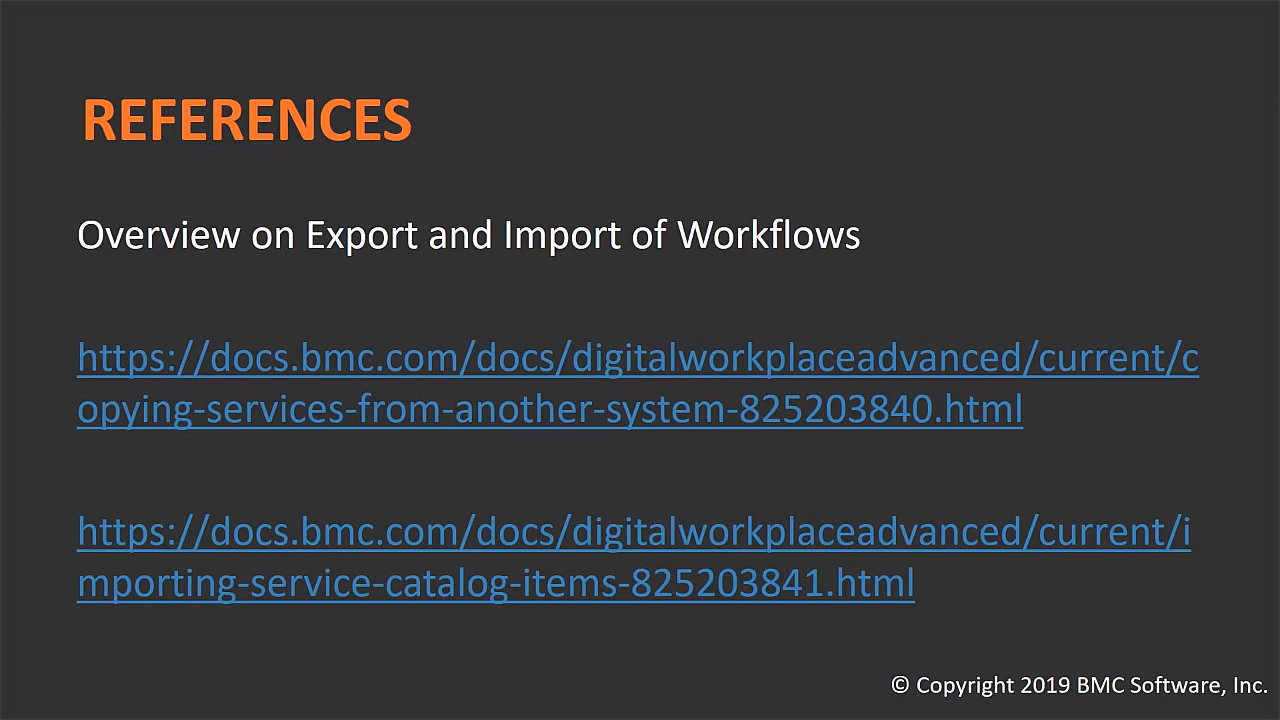 REFERENCES
Overview on Export and Import of Workflows
https://docs.bmc.com/docs/digitalworkplaceadvanced/current/c
opying-services-from-another-system-825203840.html
https://docs.bmc.com/docs/digitalworkplaceadvanced/current/i
mporting-service-catalog-items-825203841.html
© Copyright 2019 BMC Software, Inc.